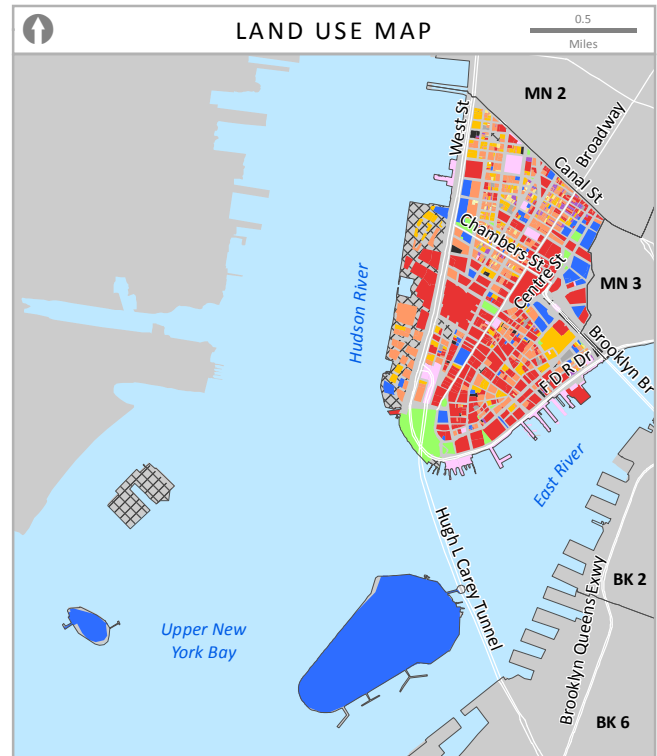 LAND USE MAP
0.5
Miles
MN 2
West St
Broadway
Canal St
Chambers St
Centre St
MN 3
Hudson River
Brooklyn Br
F D R Dr
East River
Hugh L Carey Tunnel
BK 2
Brooklyn Queens Exwy
Upper New
York Bay
BK 6